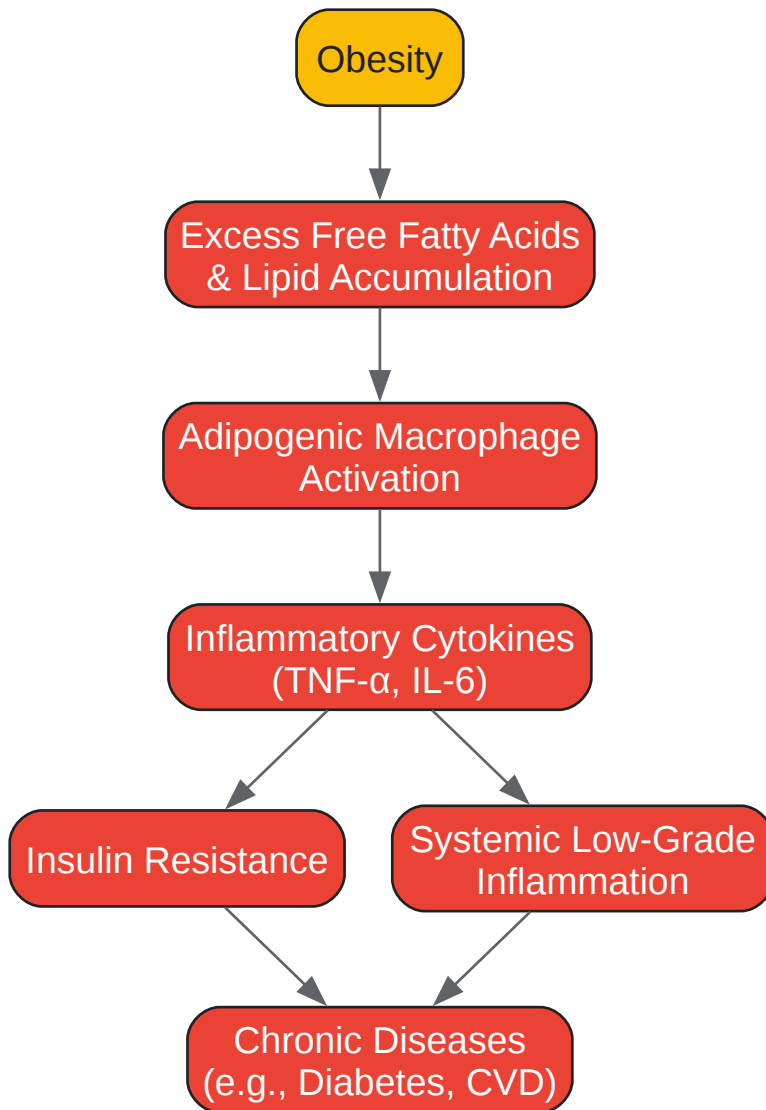 Obesity
Excess Free Fatty Acids
& Lipid Accumulation
Adipogenic Macrophage
Activation
Inflammatory Cytokines
(TNF-α, IL-6)
Insulin Resistance
Systemic Low-Grade
Inflammation
Chronic Diseases
(e.g., Diabetes, CVD)